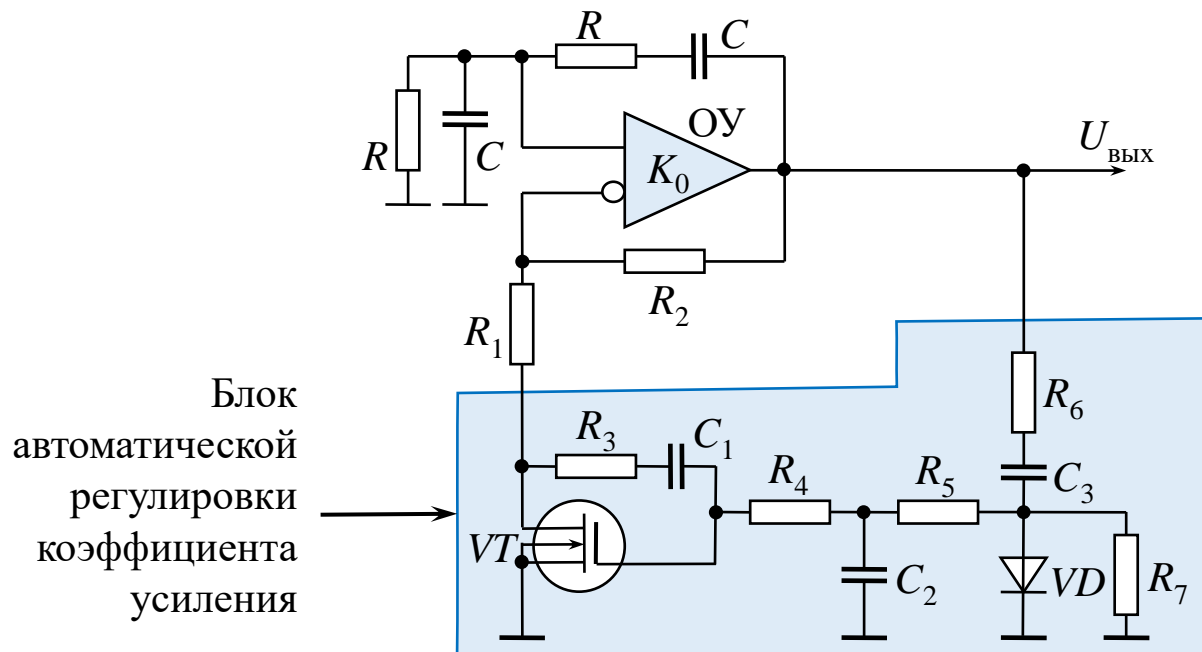 R
C
R
C
ОУ
K₀
Uвых
R₂
R₁
R₆
Блок
автоматической
регулировки
коэффициента
усиления
R₃
C₁
R₄
R₅
C₃
VT
C₂
VD
R₇